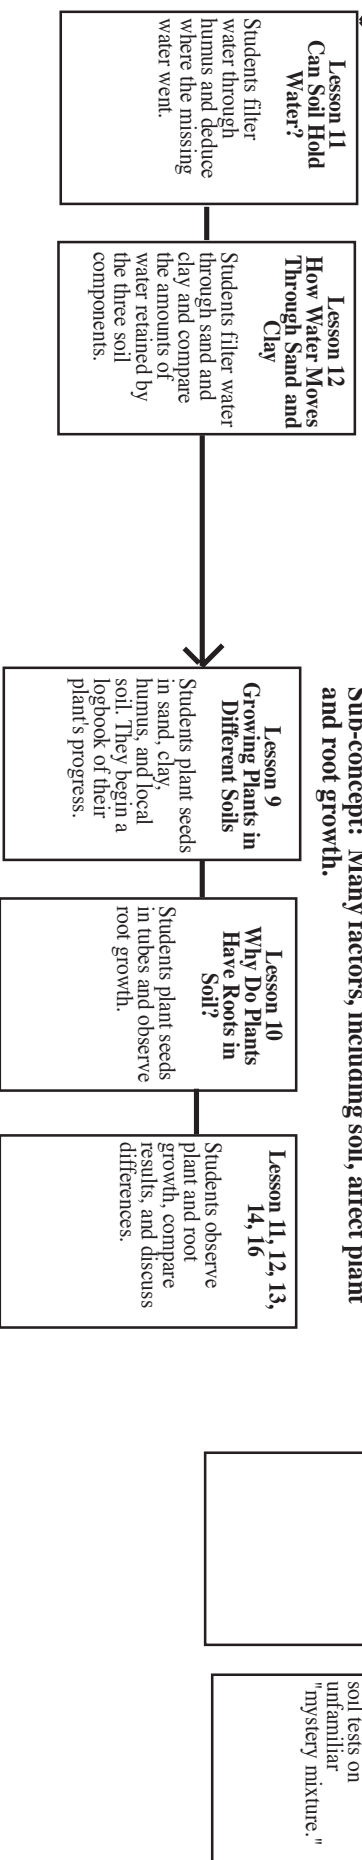 Lesson 11
Can Soil Hold
Water?
Students filter
water through
humus and deduce
where the missing
water went.
Lesson 12
How Water Moves
Through Sand and
Clay
Students filter water
through sand and
clay and compare
the amounts of
water retained by
the three soil
components.
Sub-concept: Many factors, including soil, affect plant
and root growth.
Lesson 9
Growing Plants in
Different Soils
Students plant seeds
in sand, clay,
humus, and local
soil. They begin a
logbook of their
plant's progress.
Lesson 10
Why Do Plants
Have Roots in
Soil?
Students plant seeds
in tubes and observe
root growth.
Lesson 11, 12, 13,
14, 16
Students observe
plant and root
growth, compare
results, and discuss
differences.
soil tests on
unfamiliar
"mystery mixture."